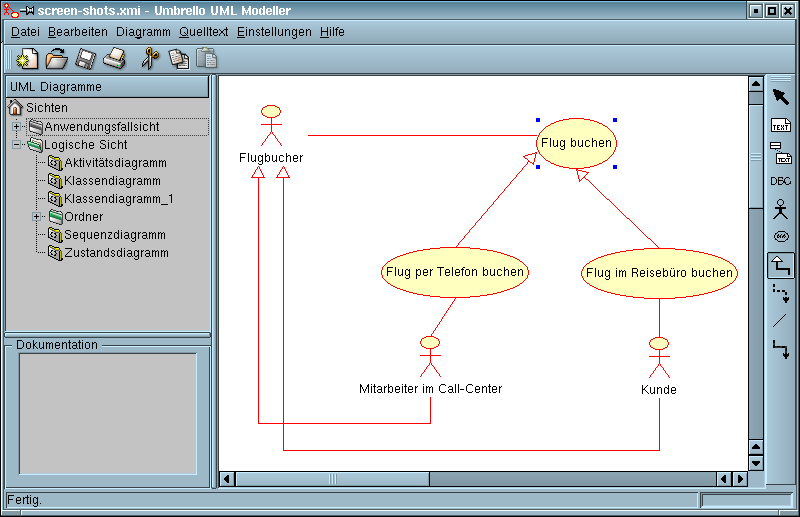 screen-shots.xmi - Umbrello UML Modeller
Datei Bearbeiten Diagramm Quelltext Einstellungen Hilfe
UML Diagramme
Sichten
Anwendungsfallsicht
Logische Sicht
Aktivitätsdiagramm
Klassendiagramm
Klassendiagramm_1
Ordner
Sequenzdiagramm
Zustandsdiagramm
Dokumentation
Flugbucher
Flug buchen
Flug per Telefon buchen
Flug im Reisebüro buchen
Mitarbeiter im Call-Center
Kunde
TEXT
TEXT
DBC
Fertig.